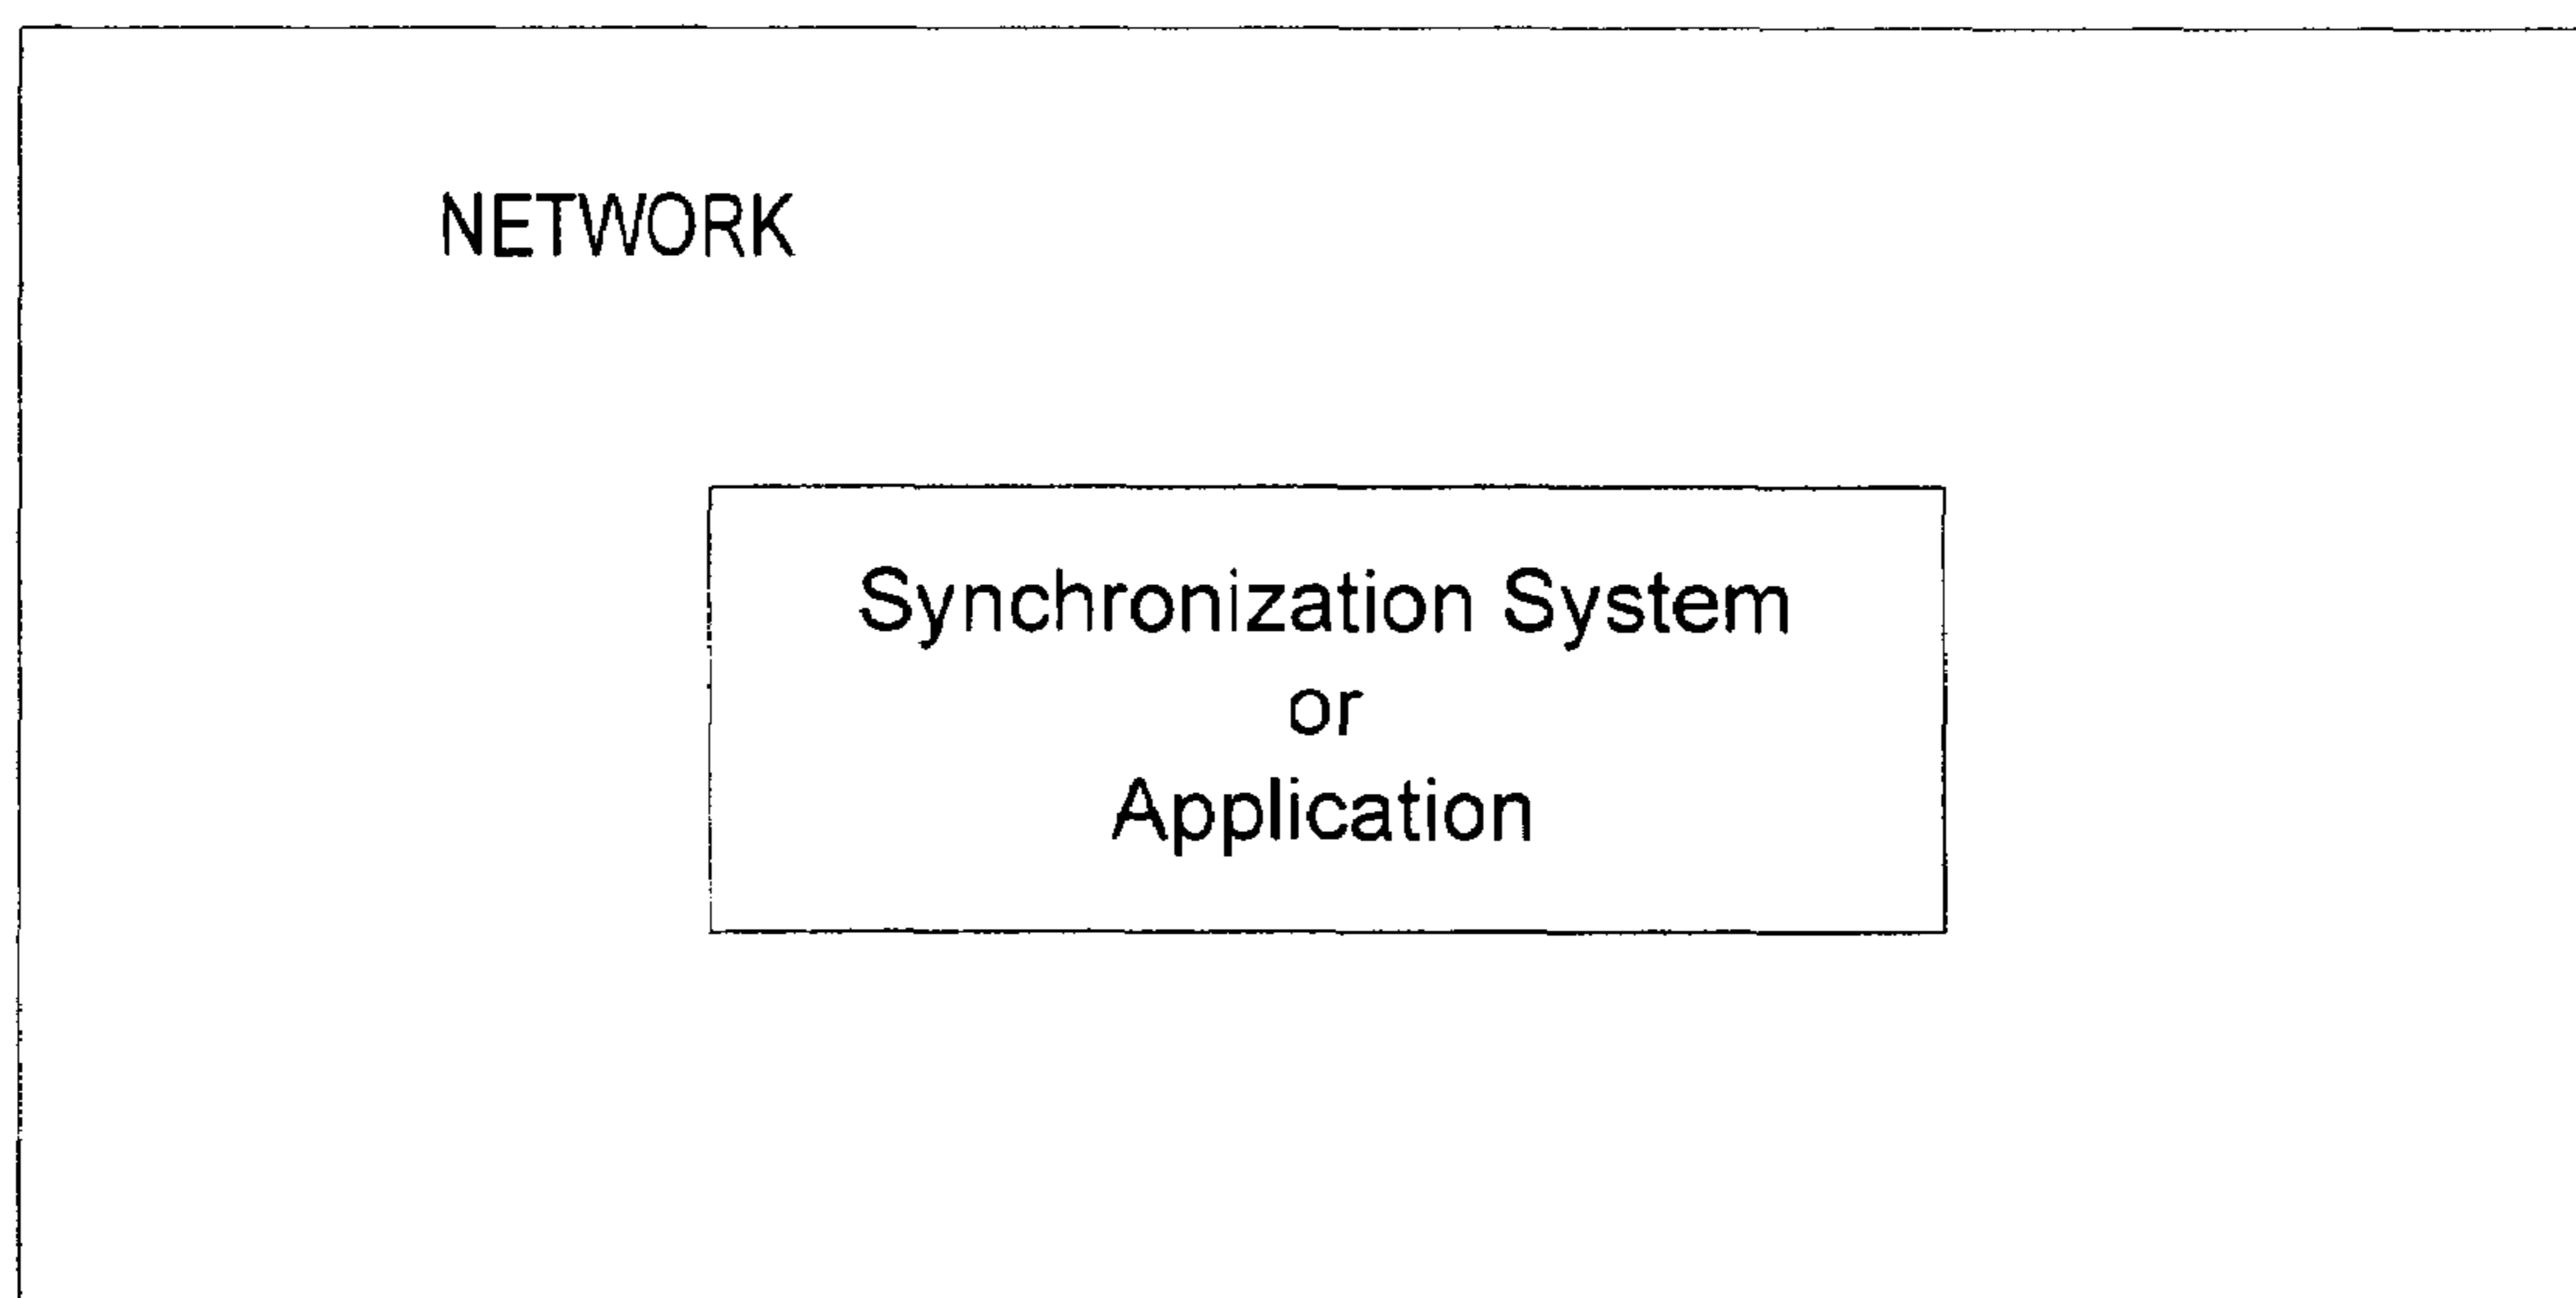 NETWORK
Synchronization System
or
Application